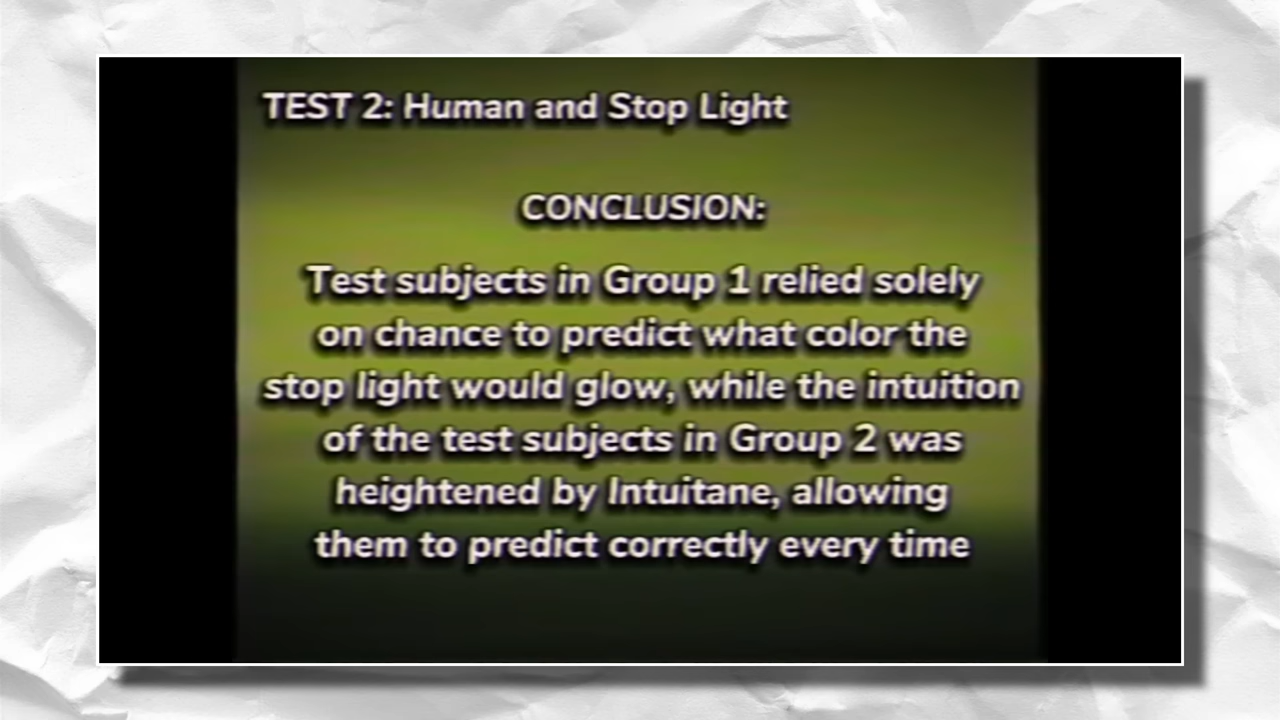 TEST 2: Human and Stop Light
CONCLUSION:
Test subjects in Group 1 relied solely
on chance to predict what color the
stop light would glow, while the intuition
of the test subjects in Group 2 was
heightened by Intuitane, allowing
them to predict correctly every time